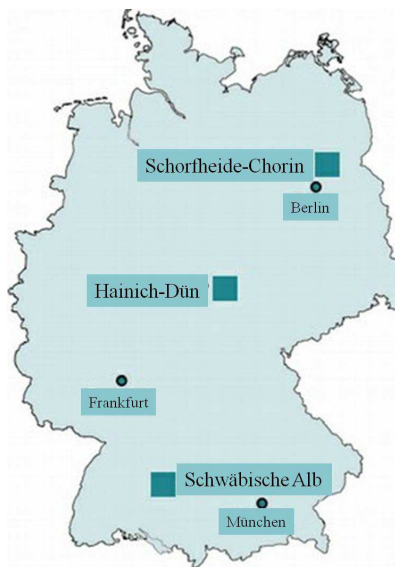 Schorfheide-Chorin
Berlin
Hainich-Dün
Frankfurt
Schwäbische Alb
München